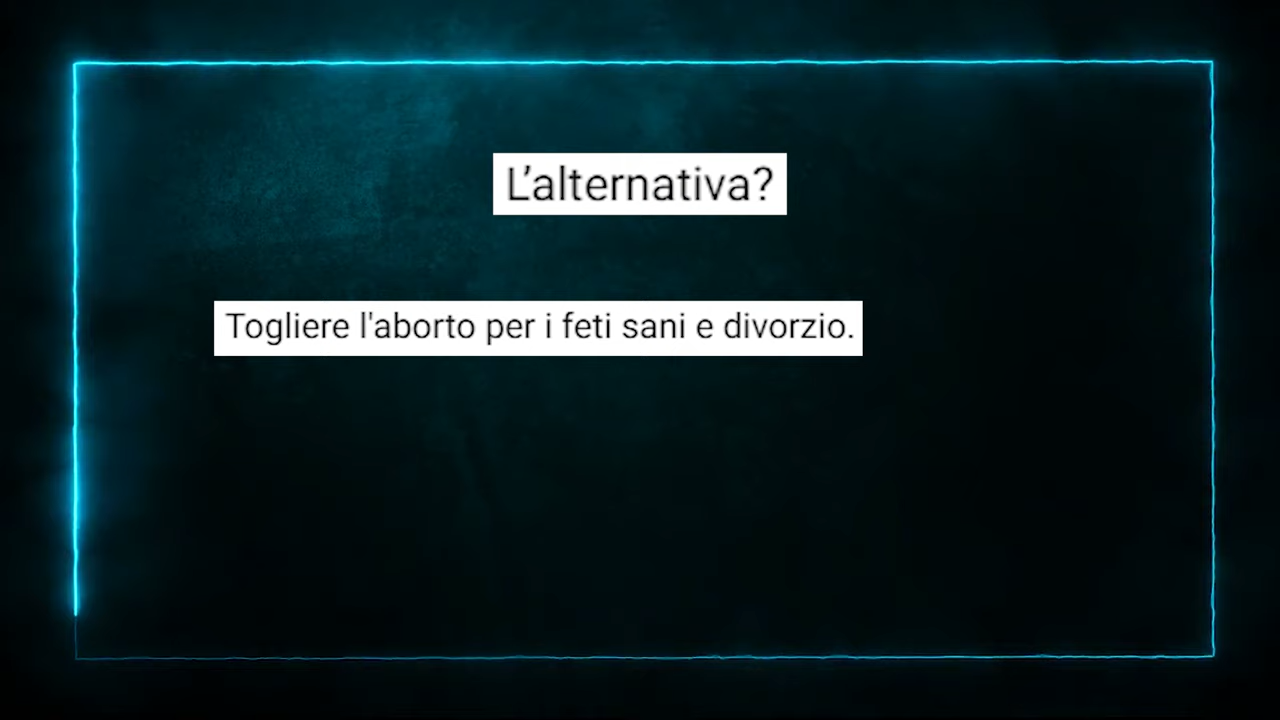 L’alternativa?
Togliere l'aborto per i feti sani e divorzio.